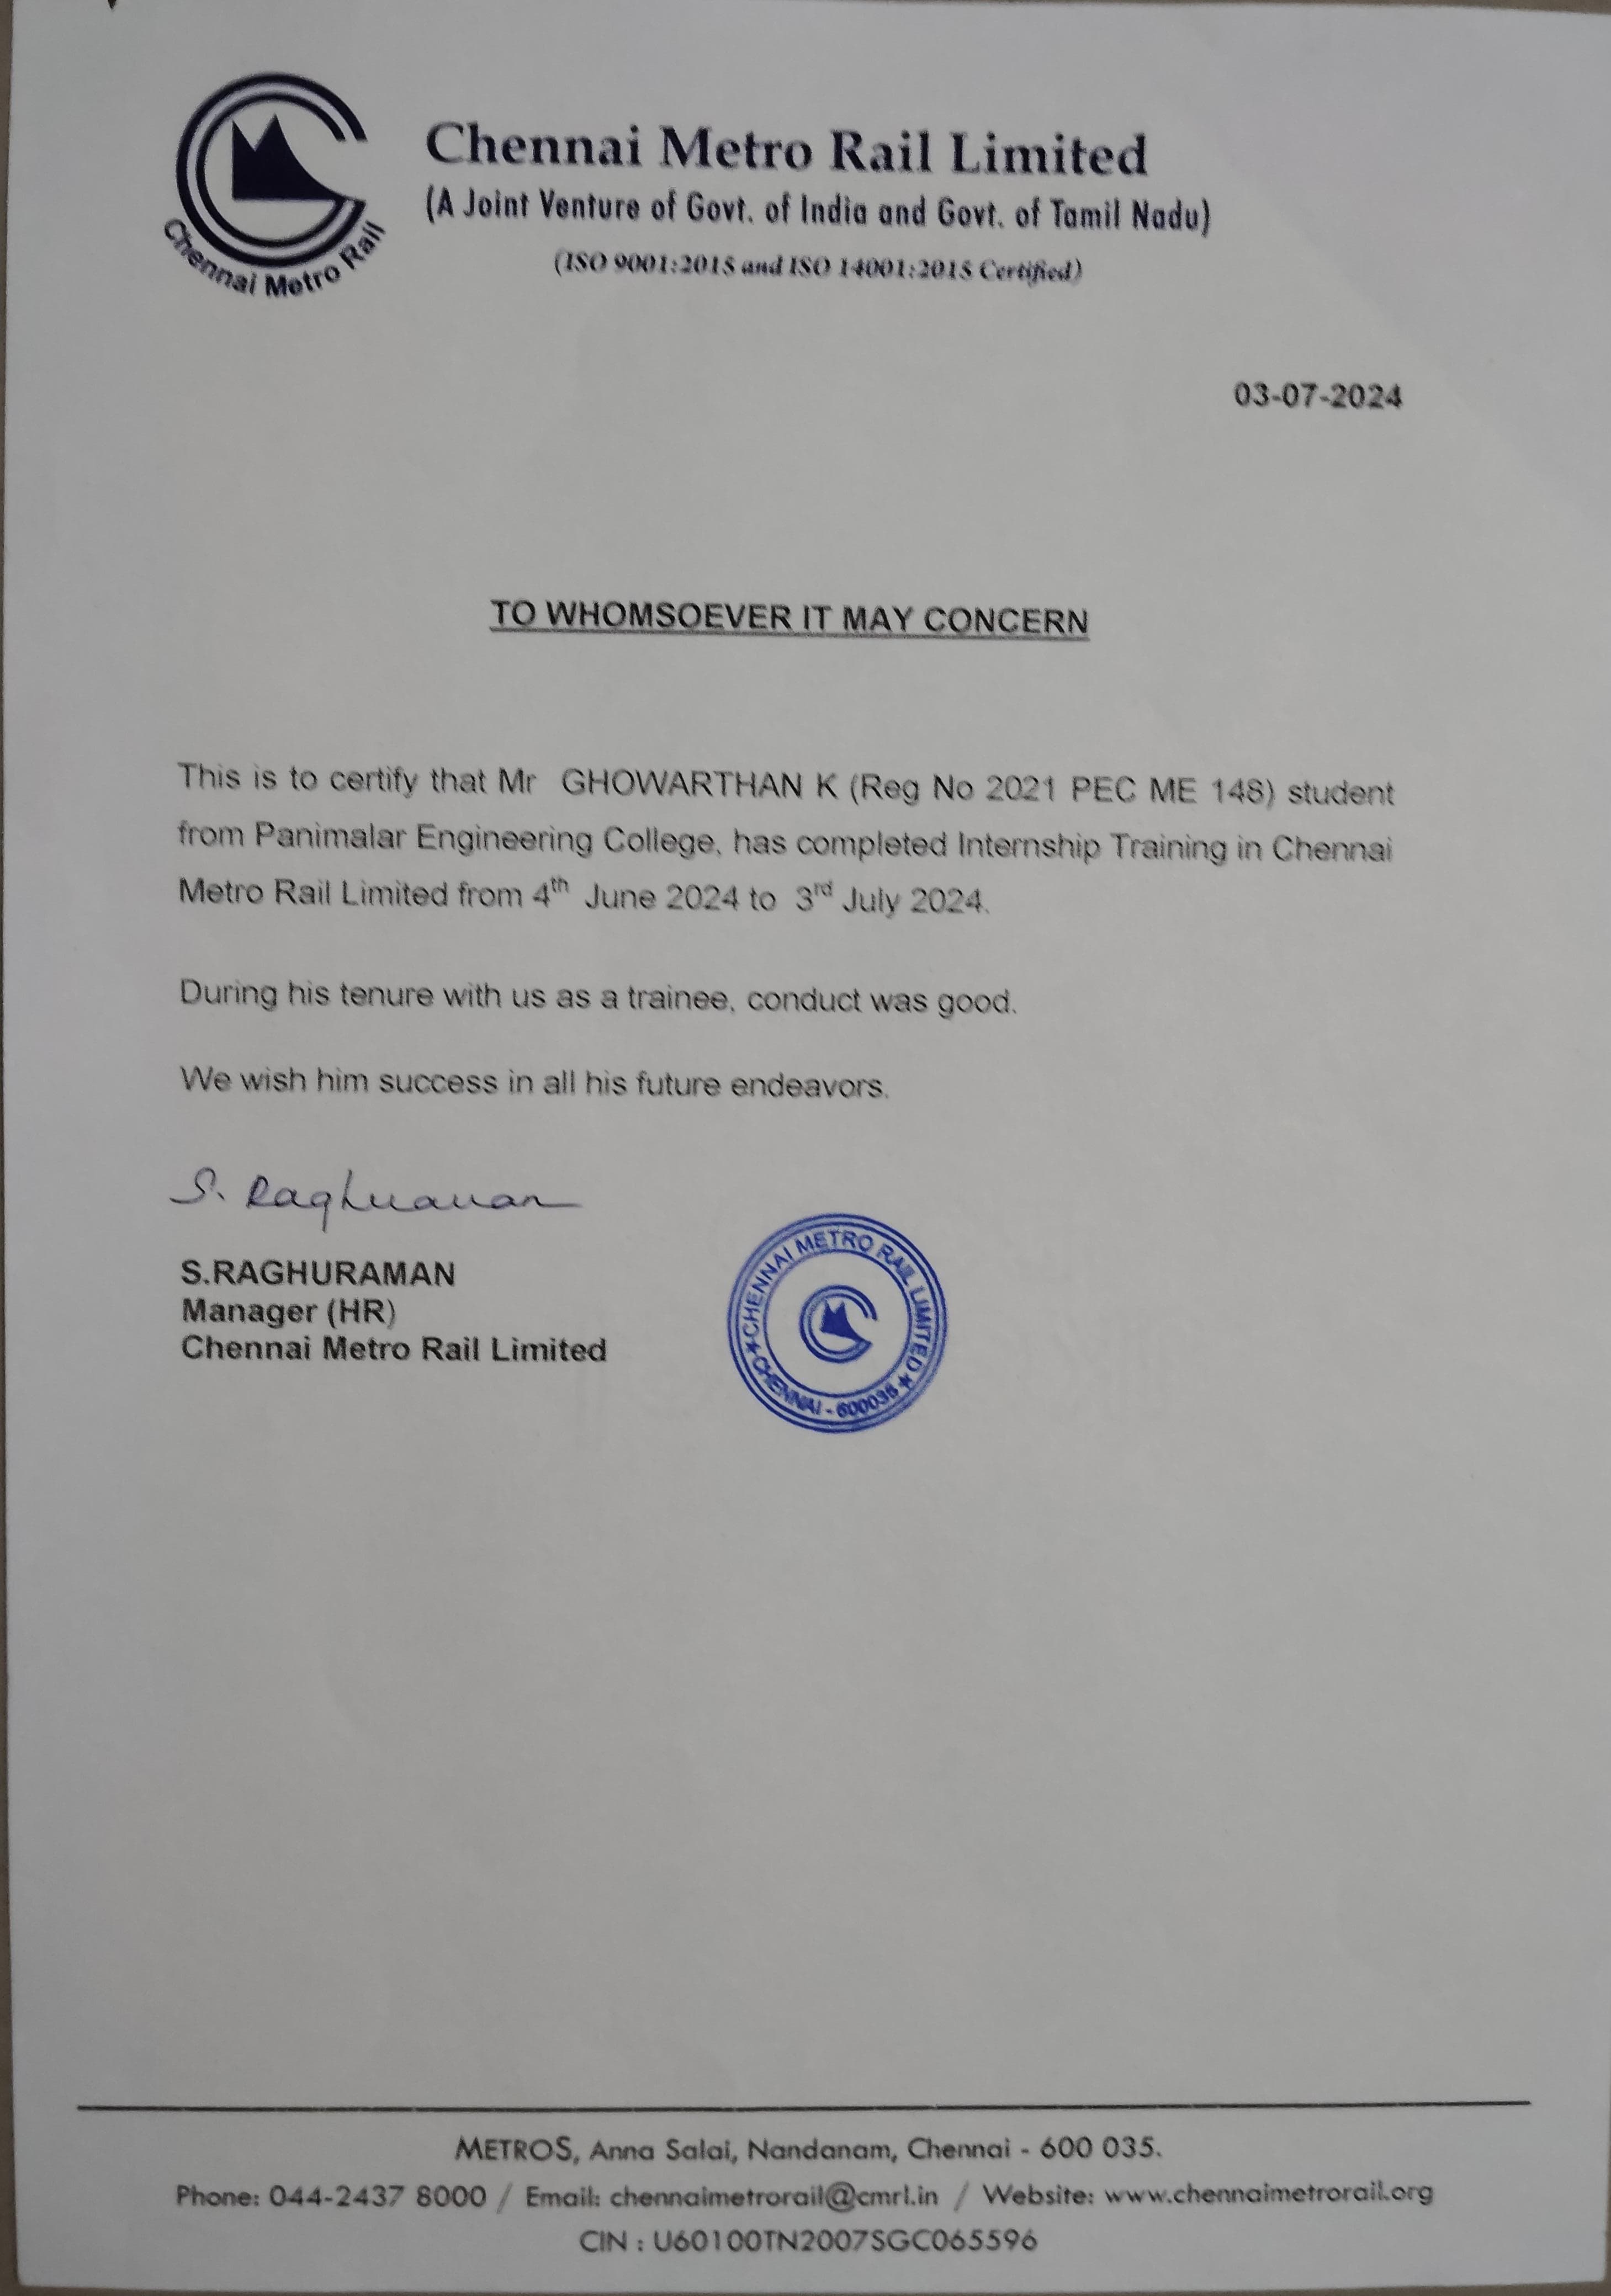 Chennai Metro Rail
Chennai Metro Rail Limited
(A Joint Venture of Govt. of India and Govt. of Tamil Nadu)
(ISO 9001:2015 and ISO 14001:2015 Certified)
03-07-2024
TO WHOMSOEVER IT MAY CONCERN
This is to certify that Mr GHOWARTHAN K (Reg No 2021 PEC ME 148) student
from Panimalar Engineering College, has completed Internship Training in Chennai
Metro Rail Limited from 4th June 2024 to 3rd July 2024.
During his tenure with us as a trainee, conduct was good.
We wish him success in all his future endeavors.
S. Raghuraman
S.RAGHURAMAN
Manager (HR)
Chennai Metro Rail Limited
★CHENNAI METRO RAIL LIMITED★
CHENNAI - 600035
METROS, Anna Salai, Nandanam, Chennai - 600 035.
Phone: 044-2437 8000 / Email: chennaimetrorail@cmrl.in / Website: www.chennaimetrorail.org
CIN : U60100TN2007SGC065596